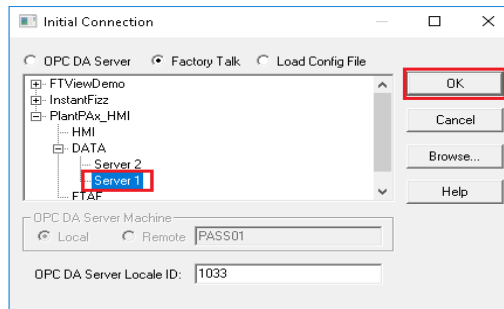 Initial Connection
OPC DA Server Factory Talk Load Config File
FTViewDemo
InstantFizz
PlantPAx_HMI
HMI
DATA
Server 2
Server 1
FTAE
OK
Cancel
Browse...
Help
OPC DA Server Machine
Local Remote PASS01
OPC DA Server Locale ID: 1033